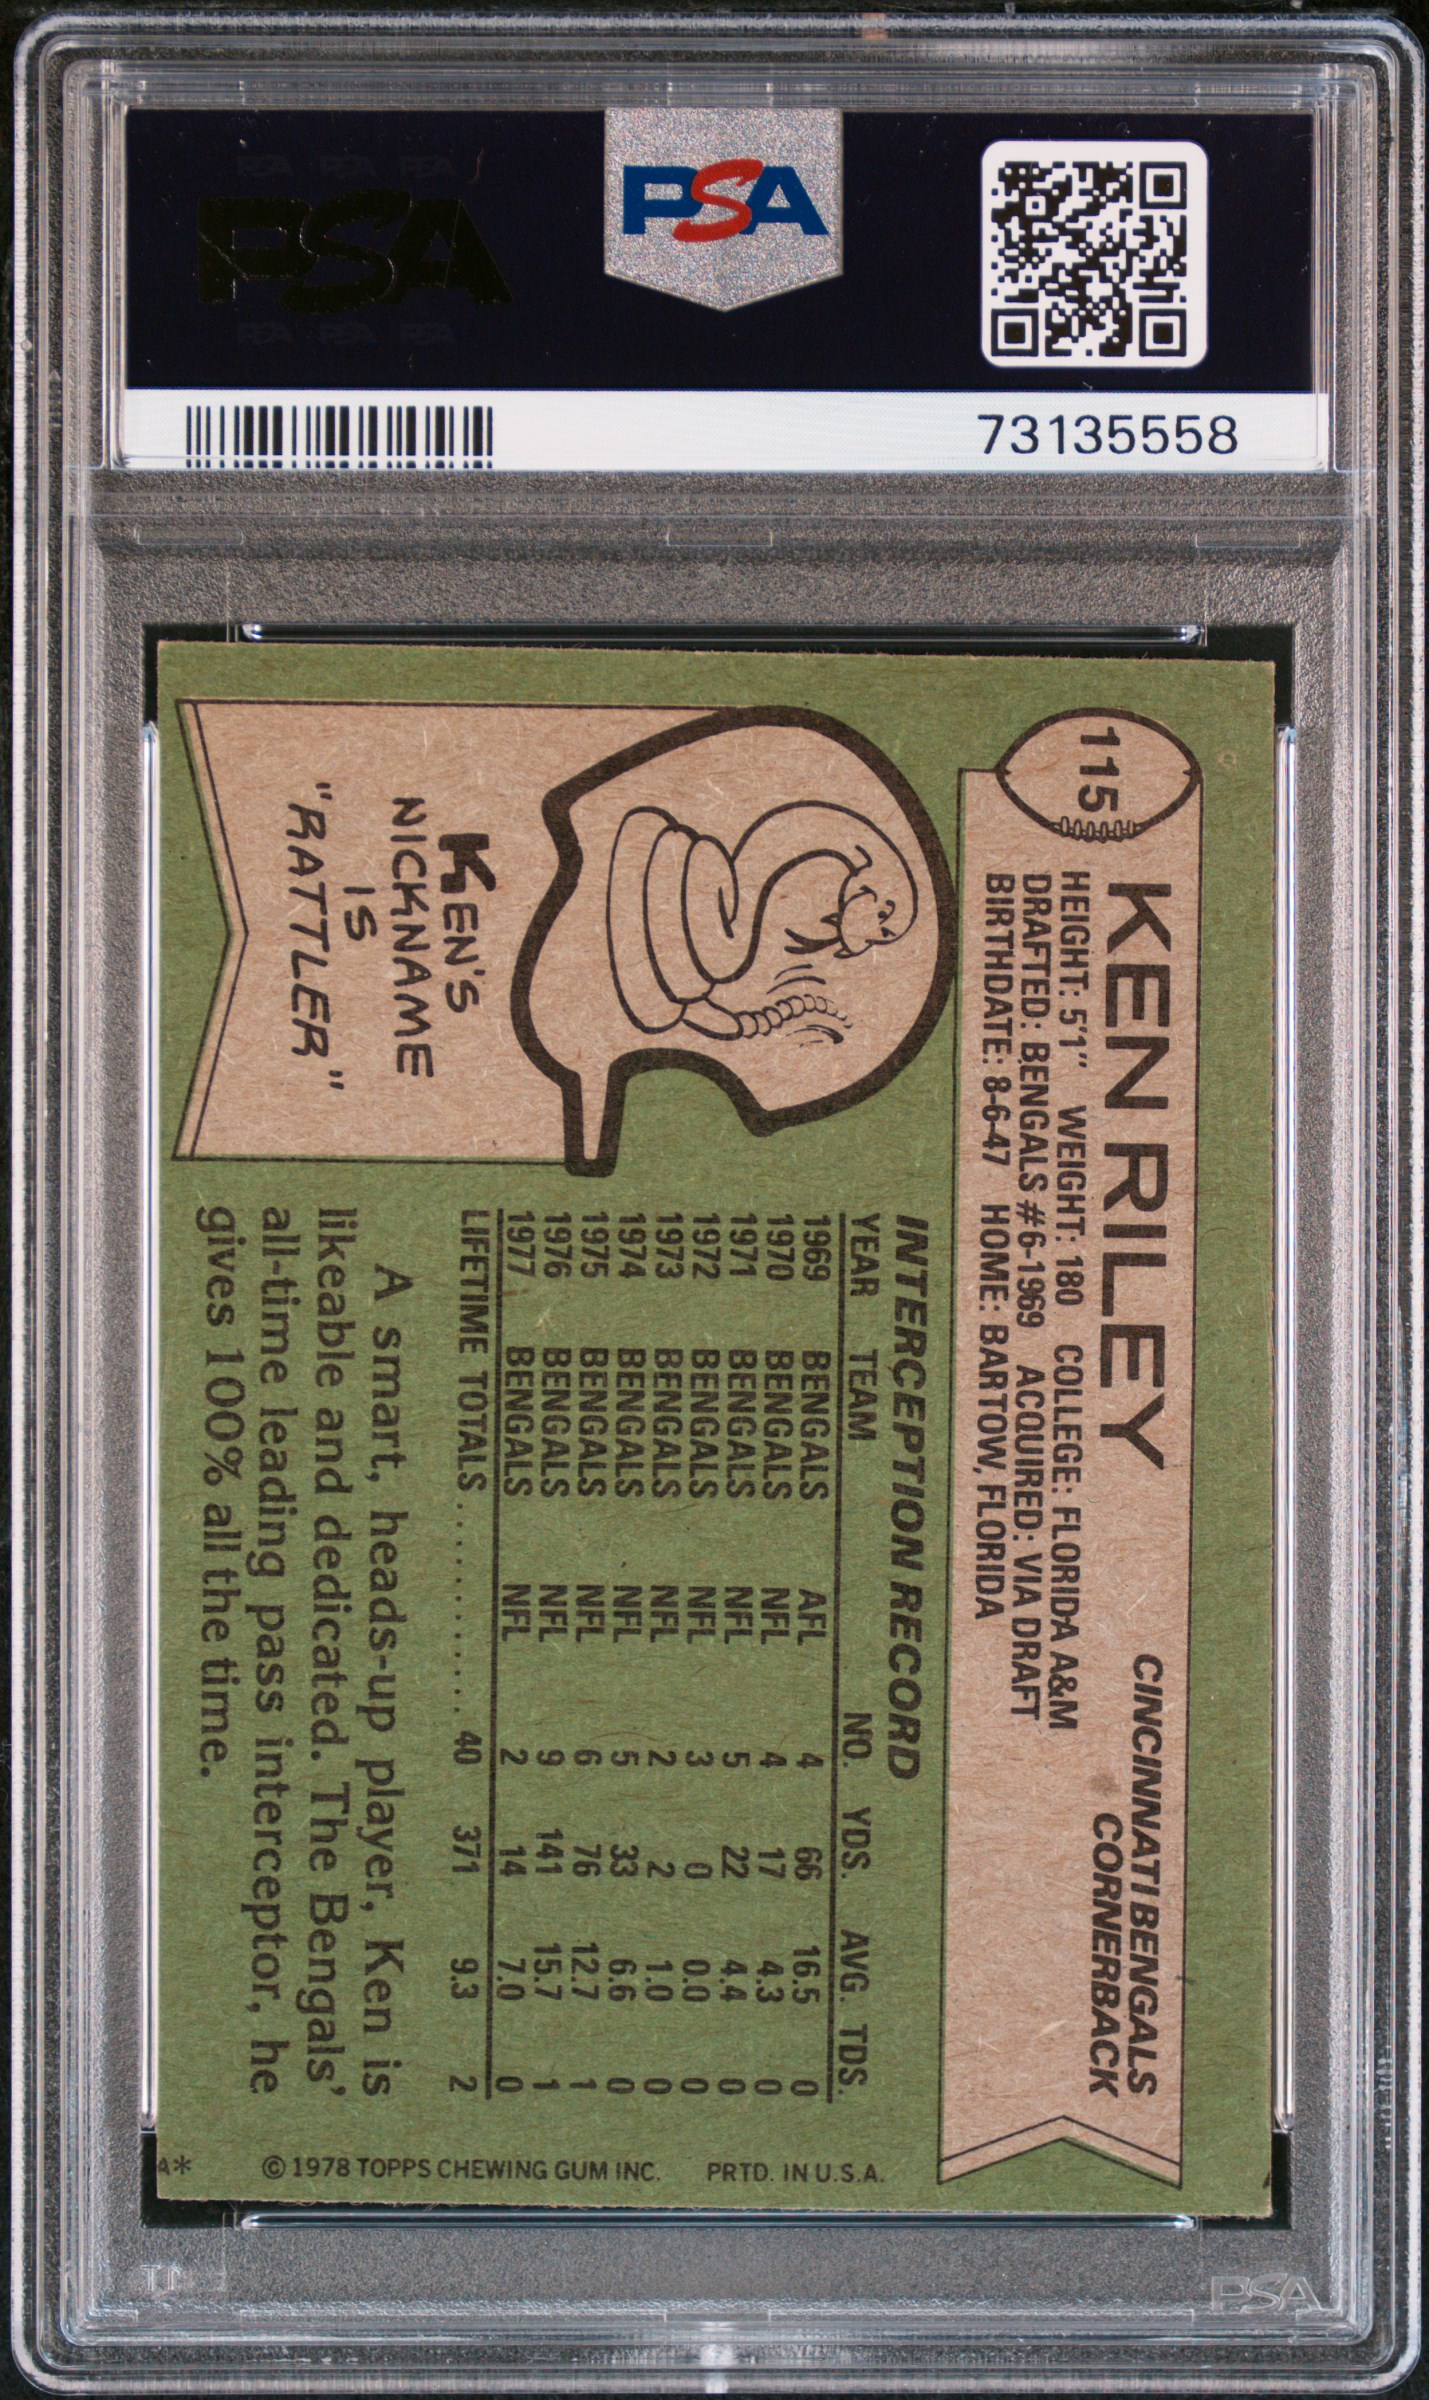 PSA
PSA
73135558
115
KEN RILEY
CINCINNATI BENGALS
CORNERBACK
HEIGHT: 5'1" WEIGHT: 180 COLLEGE: FLORIDA A&M
DRAFTED: BENGALS #6-1969 ACQUIRED: VIA DRAFT
BIRTHDATE: 8-6-47 HOME: BARTOW, FLORIDA
INTERCEPTION RECORD
YEAR TEAM NO. YDS. AVG. TDS.
1969 BENGALS AFL 4 66 16.5 0
1970 BENGALS NFL 4 17 4.3 0
1971 BENGALS NFL 5 22 4.4 0
1972 BENGALS NFL 3 0 0.0 0
1973 BENGALS NFL 2 2 1.0 0
1974 BENGALS NFL 5 33 6.6 0
1975 BENGALS NFL 6 76 12.7 1
1976 BENGALS NFL 9 141 15.7 1
1977 BENGALS NFL 2 14 7.0 0
LIFETIME TOTALS .......... 40 371 9.3 2
A smart, heads-up player, Ken is
likeable and dedicated. The Bengals'
all-time leading pass interceptor, he
gives 100% all the time.
KEN'S
NICKNAME
IS
"RATTLER"
A* © 1978 TOPPS CHEWING GUM INC. PRTD. IN U.S.A.
PSA